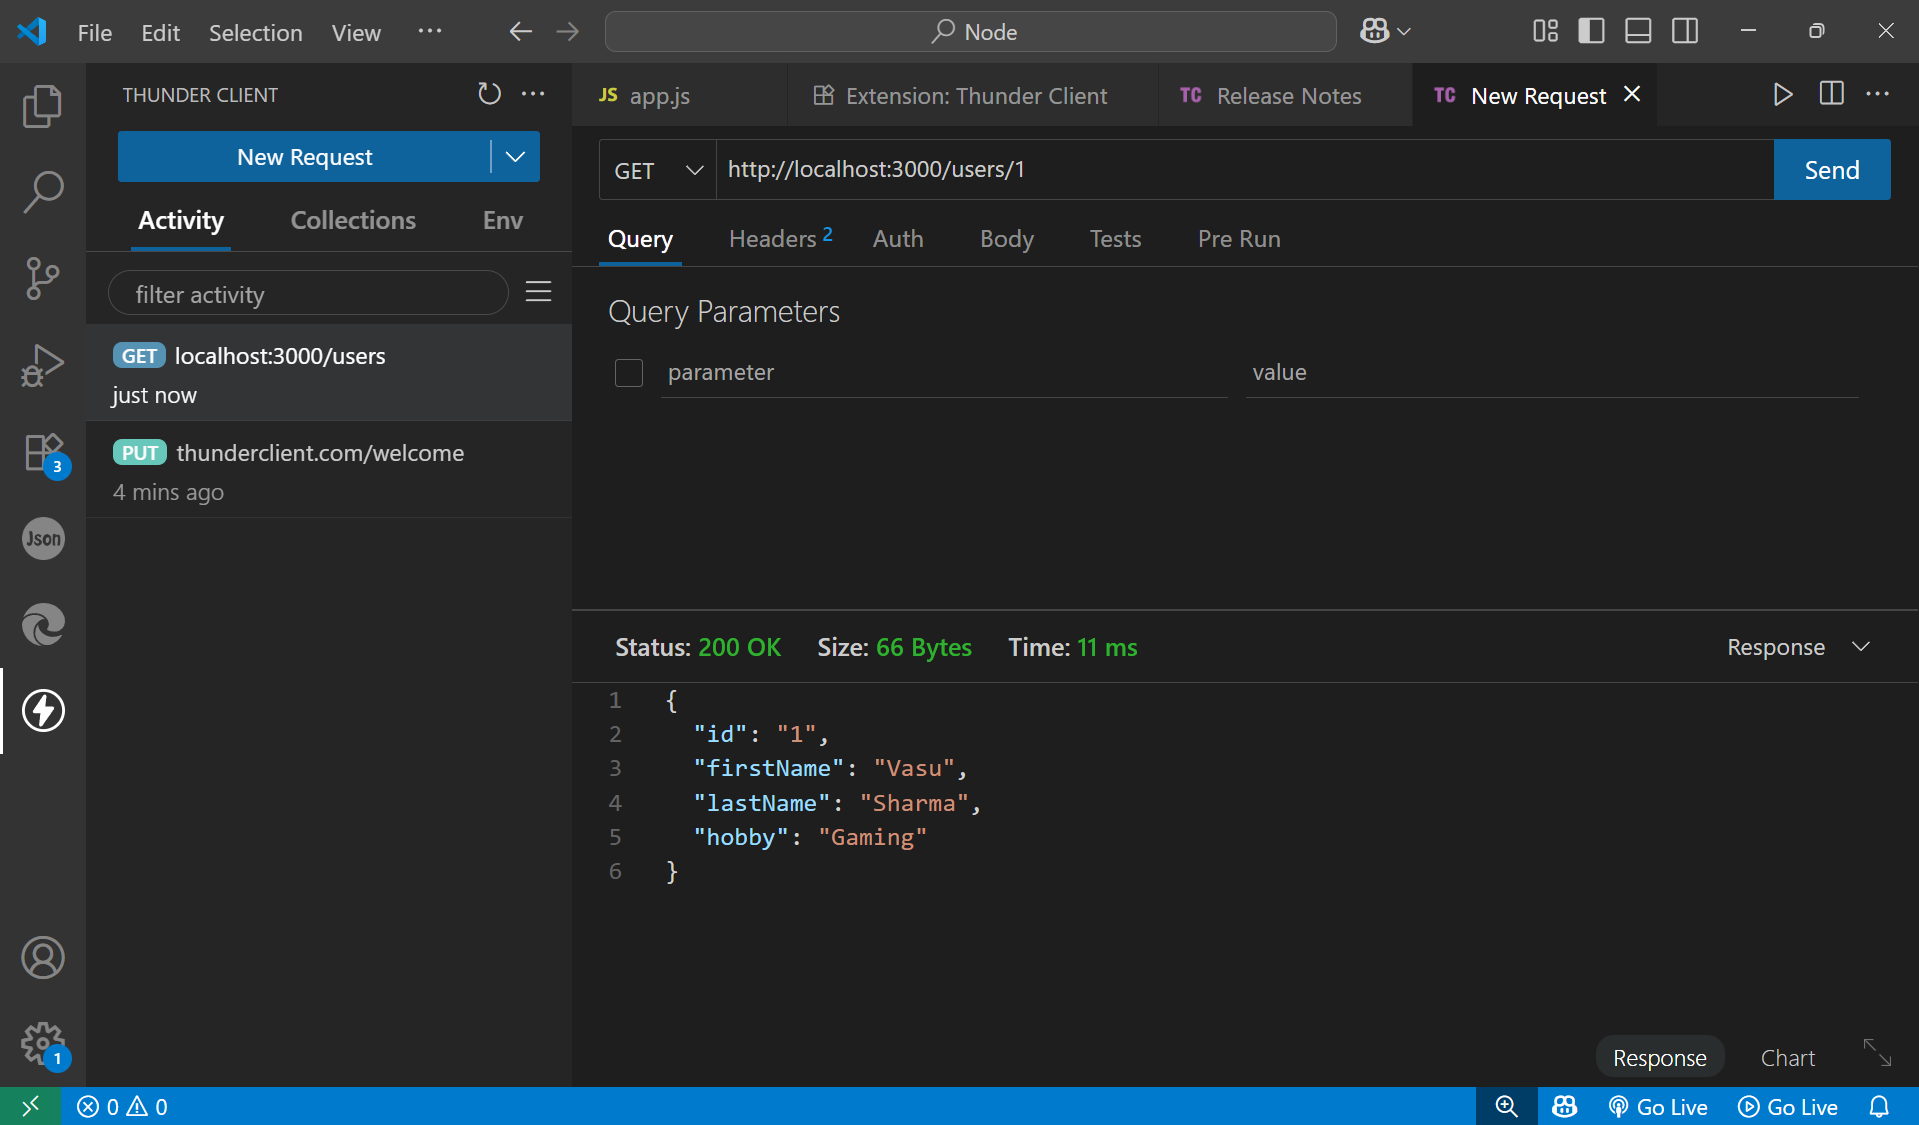 File Edit Selection View ··· Node
THUNDER CLIENT ···
New Request
Activity Collections Env
filter activity
GET localhost:3000/users
just now
PUT thunderclient.com/welcome
4 mins ago
3
Json
1
JS app.js Extension: Thunder Client TC Release Notes TC New Request ···
GET http://localhost:3000/users/1 Send
Query Headers 2 Auth Body Tests Pre Run
Query Parameters
parameter value
Status: 200 OK Size: 66 Bytes Time: 11 ms Response
1 {
2 "id": "1",
3 "firstName": "Vasu",
4 "lastName": "Sharma",
5 "hobby": "Gaming"
6 }
Response Chart
0 0 Go Live Go Live